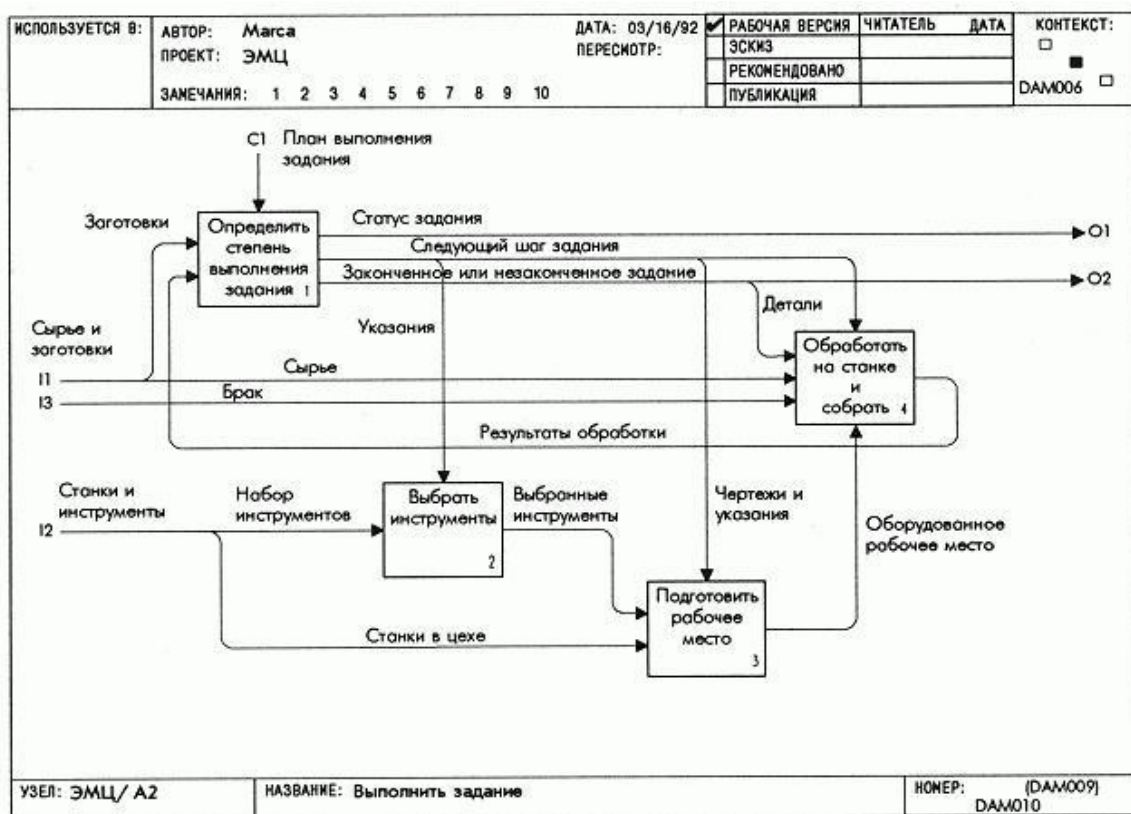 ИСПОЛЬЗУЕТСЯ В:
АВТОР: Marca
ДАТА: 03/16/92
ПРОЕКТ: ЭМЦ
ПЕРЕСМОТР:
ЗАМЕЧАНИЯ: 1 2 3 4 5 6 7 8 9 10
РАБОЧАЯ ВЕРСИЯ
ЧИТАТЕЛЬ
ДАТА
ЭСКИЗ
РЕКОМЕНДОВАНО
ПУБЛИКАЦИЯ
КОНТЕКСТ:
DAM006
C1
План выполнения
задания
Заготовки
Определить
степень
выполнения
задания 1
Статус задания
O1
Следующий шаг задания
Законченное или незаконченное задание
O2
Указания
Детали
Сырье и
заготовки
I1
Сырье
I3
Брак
Обработать
на станке
и
собрать 4
Результаты обработки
Станки и
инструменты
I2
Набор
инструментов
Выбрать
инструменты
2
Выбранные
инструменты
Чертежи и
указания
Оборудованное
рабочее место
Подготовить
рабочее
место
3
Станки в цехе
УЗЕЛ: ЭМЦ/ А2
НАЗВАНИЕ: Выполнить задание
НОМЕР: (DAM009)
DAM010